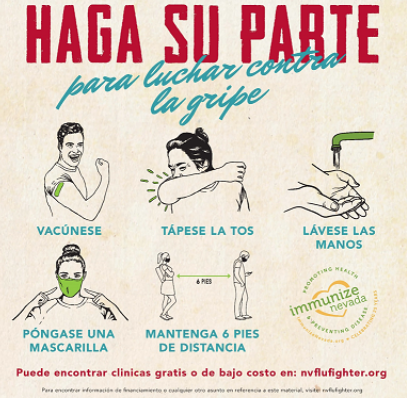 HAGA SU PARTE
para luchar contra
la gripe
VACÚNESE
TÁPESE LA TOS
LÁVESE LAS
MANOS
6 PIES
PÓNGASE UNA
MASCARILLA
MANTENGA 6 PIES
DE DISTANCIA
PROMOTING HEALTH
immunize
nevada
& PREVENTING DISEASE
Puede encontrar clinicas gratis o de bajo costo en: nvflufighter.org
Para encontrar información de financiamiento o cualquier otro asunto en referencia a este material, visite: nvflufighter.org